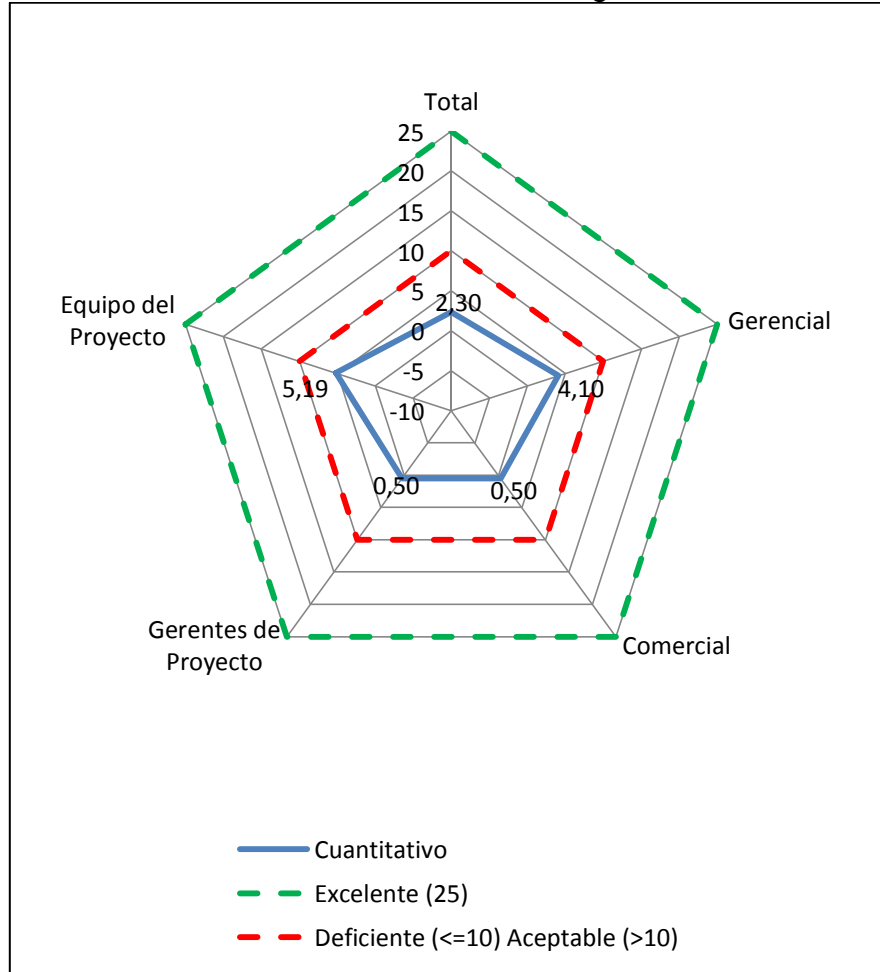 Total
25
20
15
10
5
0
-5
-10
2,30
Gerencial
4,10
Comercial
0,50
Gerentes de
Proyecto
0,50
Equipo del
Proyecto
5,19
Cuantitativo
Excelente (25)
Deficiente (<=10) Aceptable (>10)